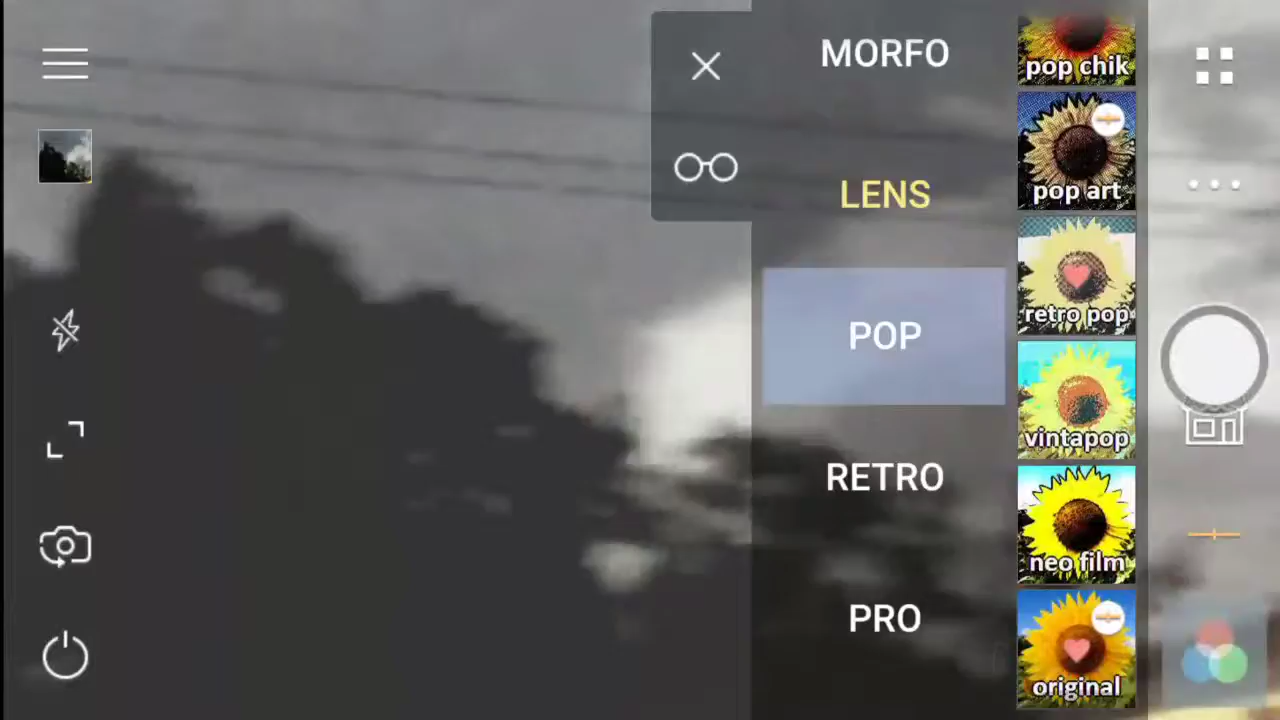 MORFO
LENS
POP
RETRO
PRO
pop chik
pop art
retro pop
vintapop
neo film
original